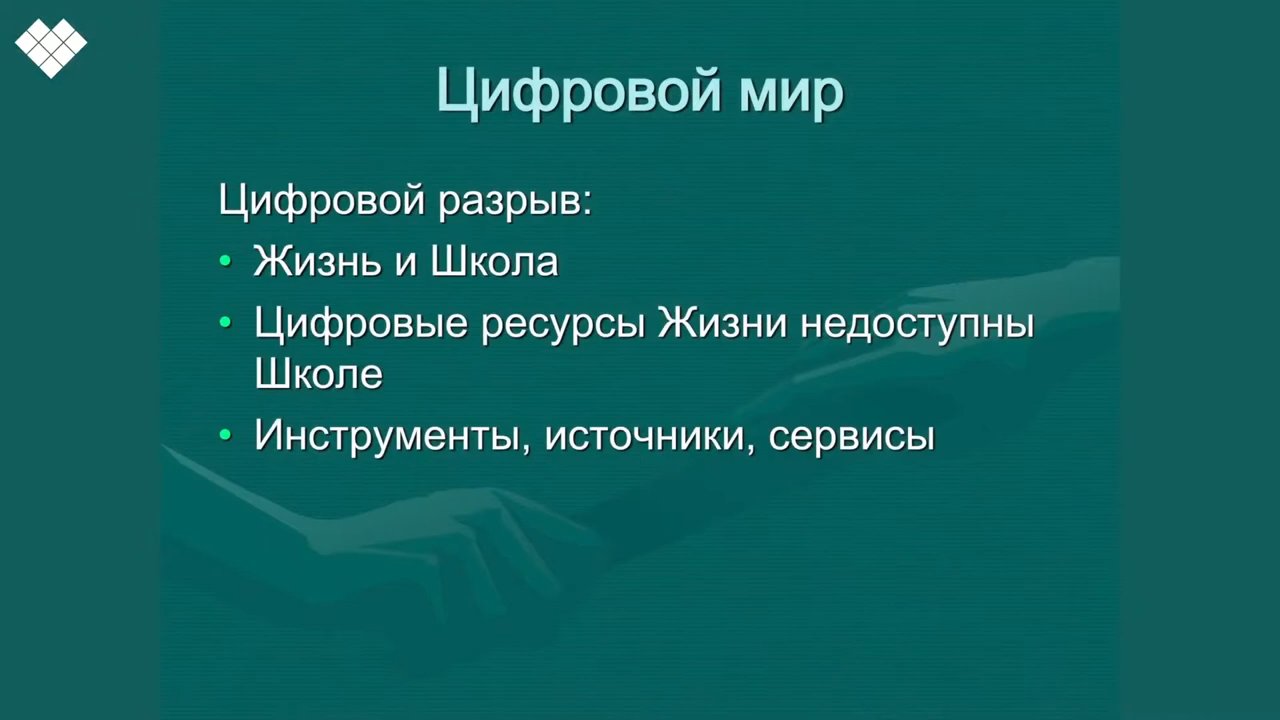 Цифровой мир
Цифровой разрыв:
• Жизнь и Школа
• Цифровые ресурсы Жизни недоступны
Школе
• Инструменты, источники, сервисы